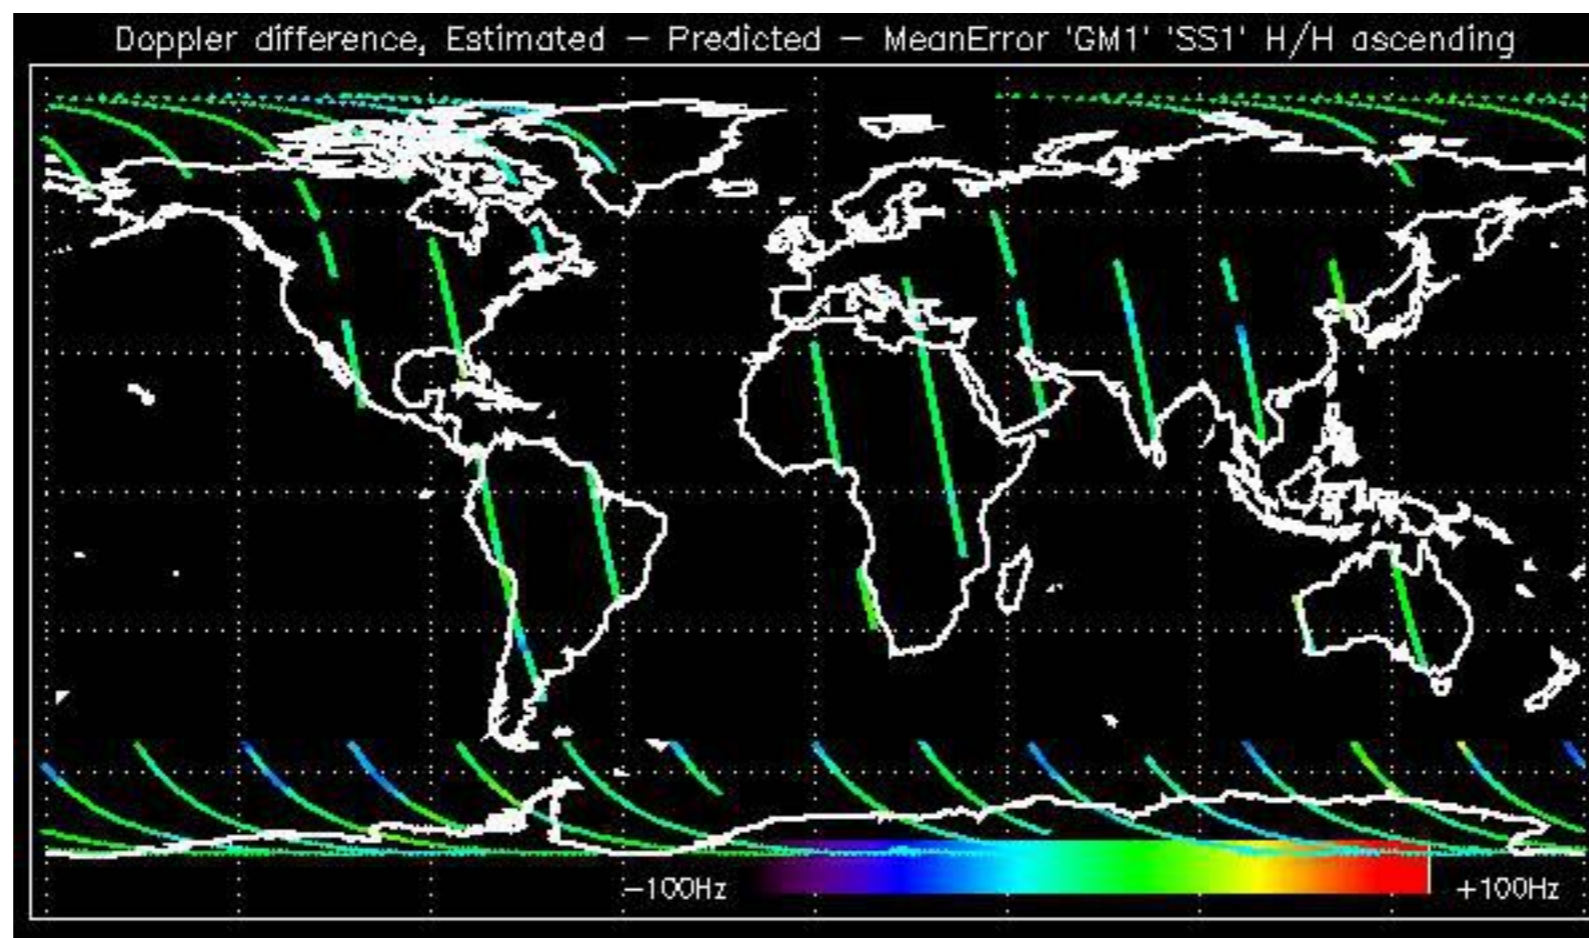 Doppler difference, Estimated – Predicted – MeanError 'GM1' 'SS1' H/H ascending
–100Hz +100Hz